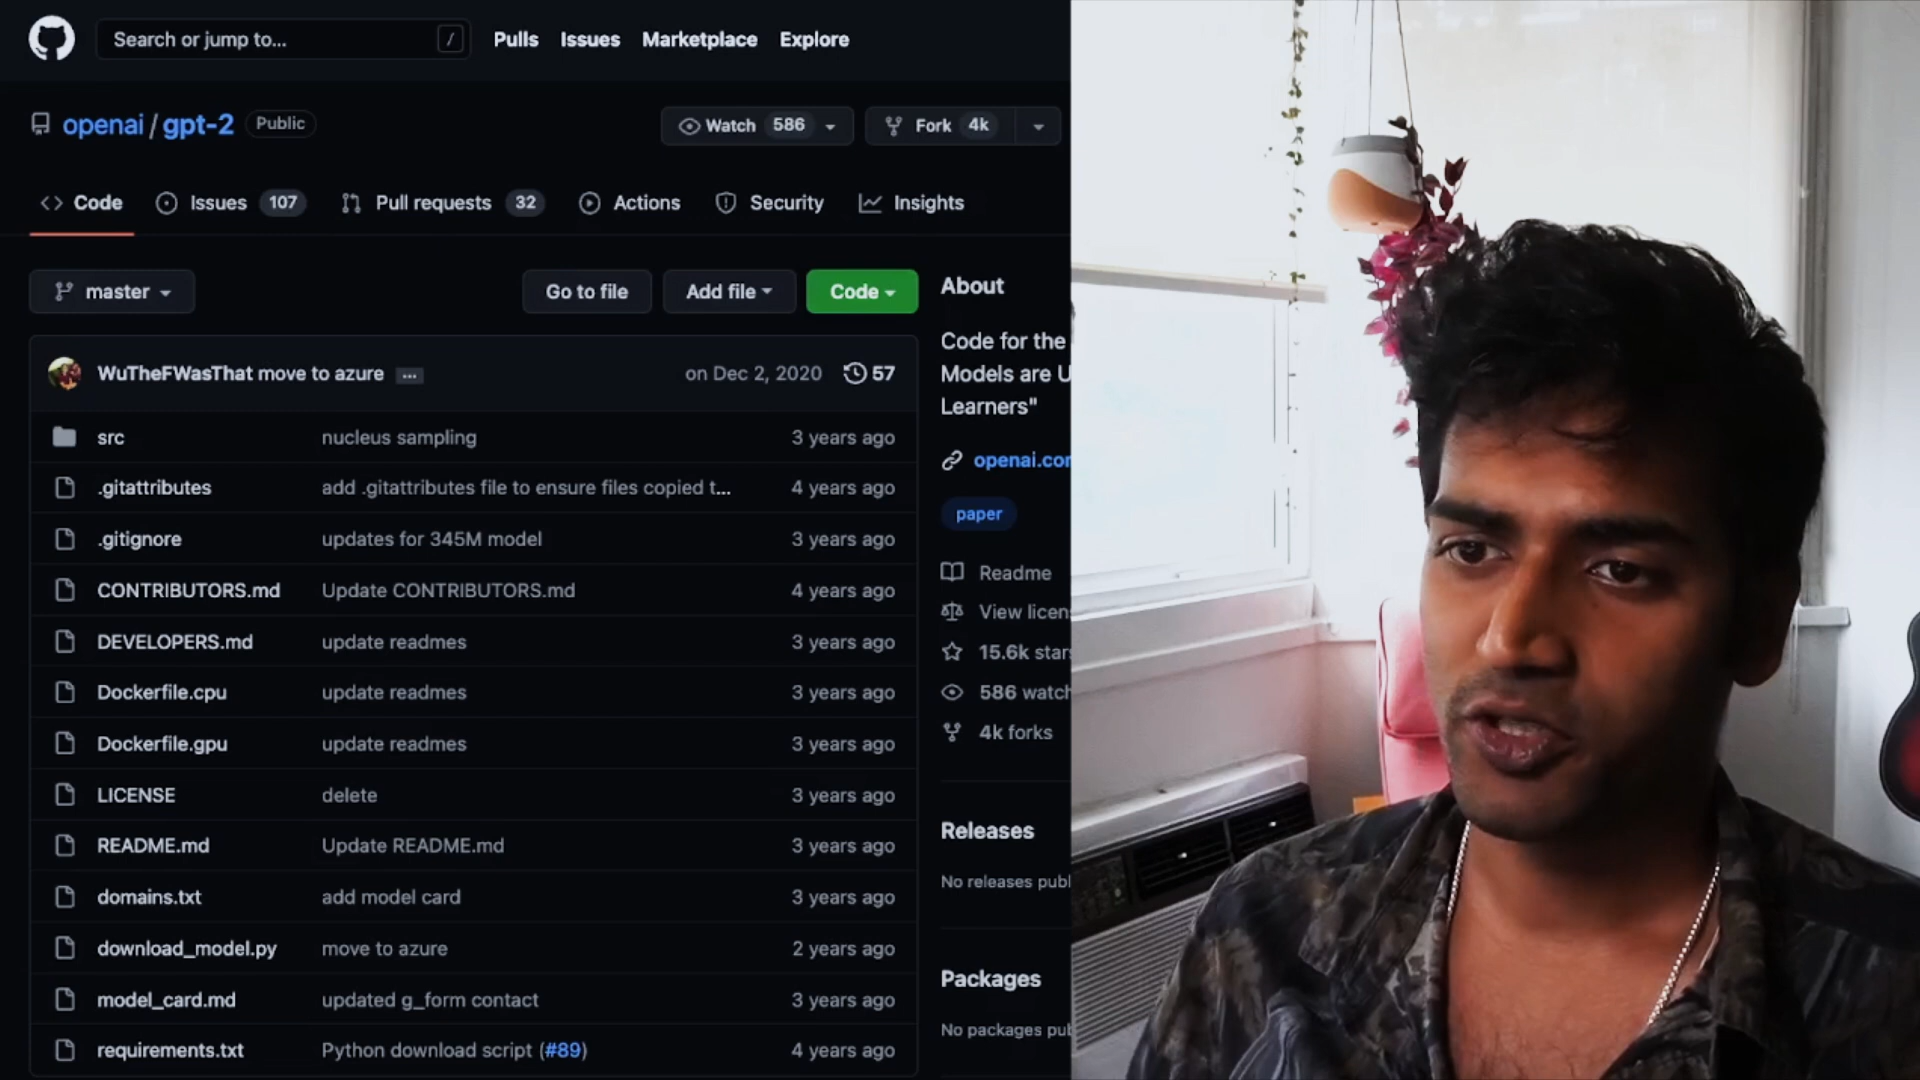 Search or jump to... / Pulls Issues Marketplace Explore
openai / gpt-2 Public Watch 586 Fork 4k
Code Issues 107 Pull requests 32 Actions Security Insights
master Go to file Add file Code
WuTheFWasThat move to azure ... on Dec 2, 2020 57
src nucleus sampling 3 years ago
.gitattributes add .gitattributes file to ensure files copied t... 4 years ago
.gitignore updates for 345M model 3 years ago
CONTRIBUTORS.md Update CONTRIBUTORS.md 4 years ago
DEVELOPERS.md update readmes 3 years ago
Dockerfile.cpu update readmes 3 years ago
Dockerfile.gpu update readmes 3 years ago
LICENSE delete 3 years ago
README.md Update README.md 3 years ago
domains.txt add model card 3 years ago
download_model.py move to azure 2 years ago
model_card.md updated g_form contact 3 years ago
requirements.txt Python download script (#89) 4 years ago
About
Code for the
Models are U
Learners"
openai.com
paper
Readme
View licen
15.6k stars
586 watch
4k forks
Releases
No releases publ
Packages
No packages pub